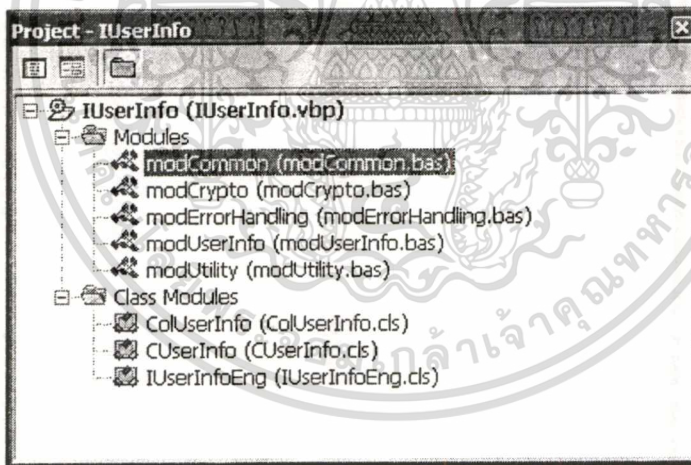 Project - IUserInfo
IUserInfo (IUserInfo.vbp)
Modules
modCommon (modCommon.bas)
modCrypto (modCrypto.bas)
modErrorHandling (modErrorHandling.bas)
modUserInfo (modUserInfo.bas)
modUtility (modUtility.bas)
Class Modules
ColUserInfo (ColUserInfo.cls)
CUserInfo (CUserInfo.cls)
IUserInfoEng (IUserInfoEng.cls)